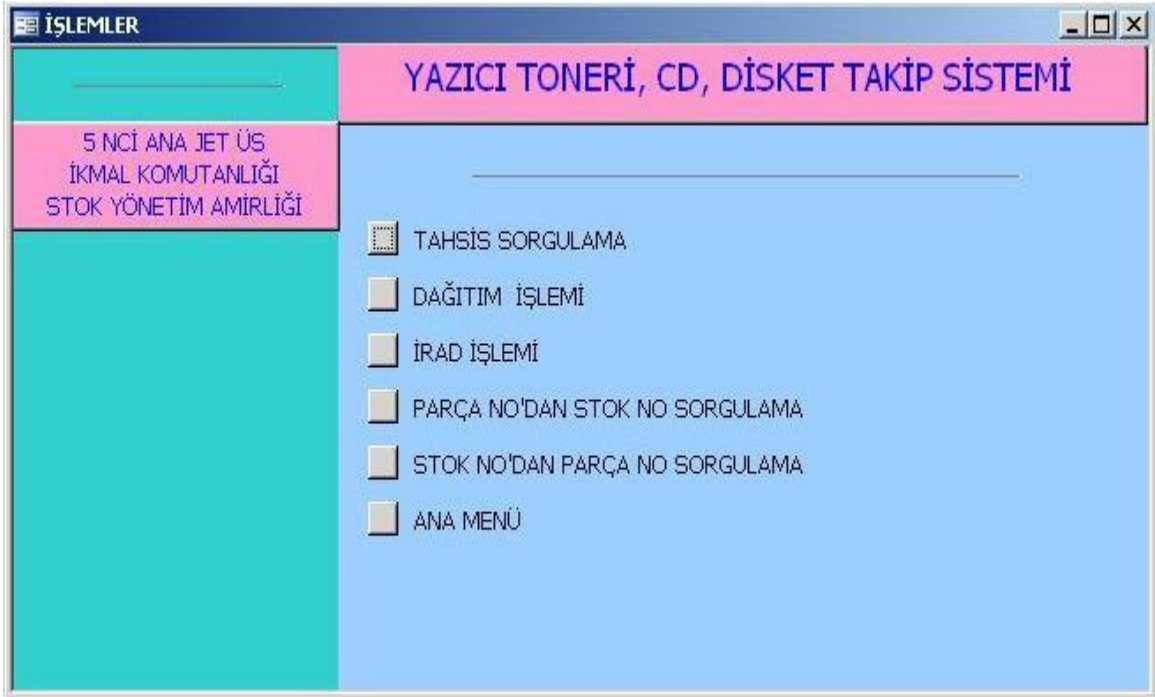 İŞLEMLER
YAZICI TONERİ, CD, DİSKET TAKİP SİSTEMİ
5 NCİ ANA JET ÜS
İKMAL KOMUTANLIĞI
STOK YÖNETİM AMİRLİĞİ
TAHSİS SORGULAMA
DAĞITIM İŞLEMİ
İRAD İŞLEMİ
PARÇA NO'DAN STOK NO SORGULAMA
STOK NO'DAN PARÇA NO SORGULAMA
ANA MENÜ